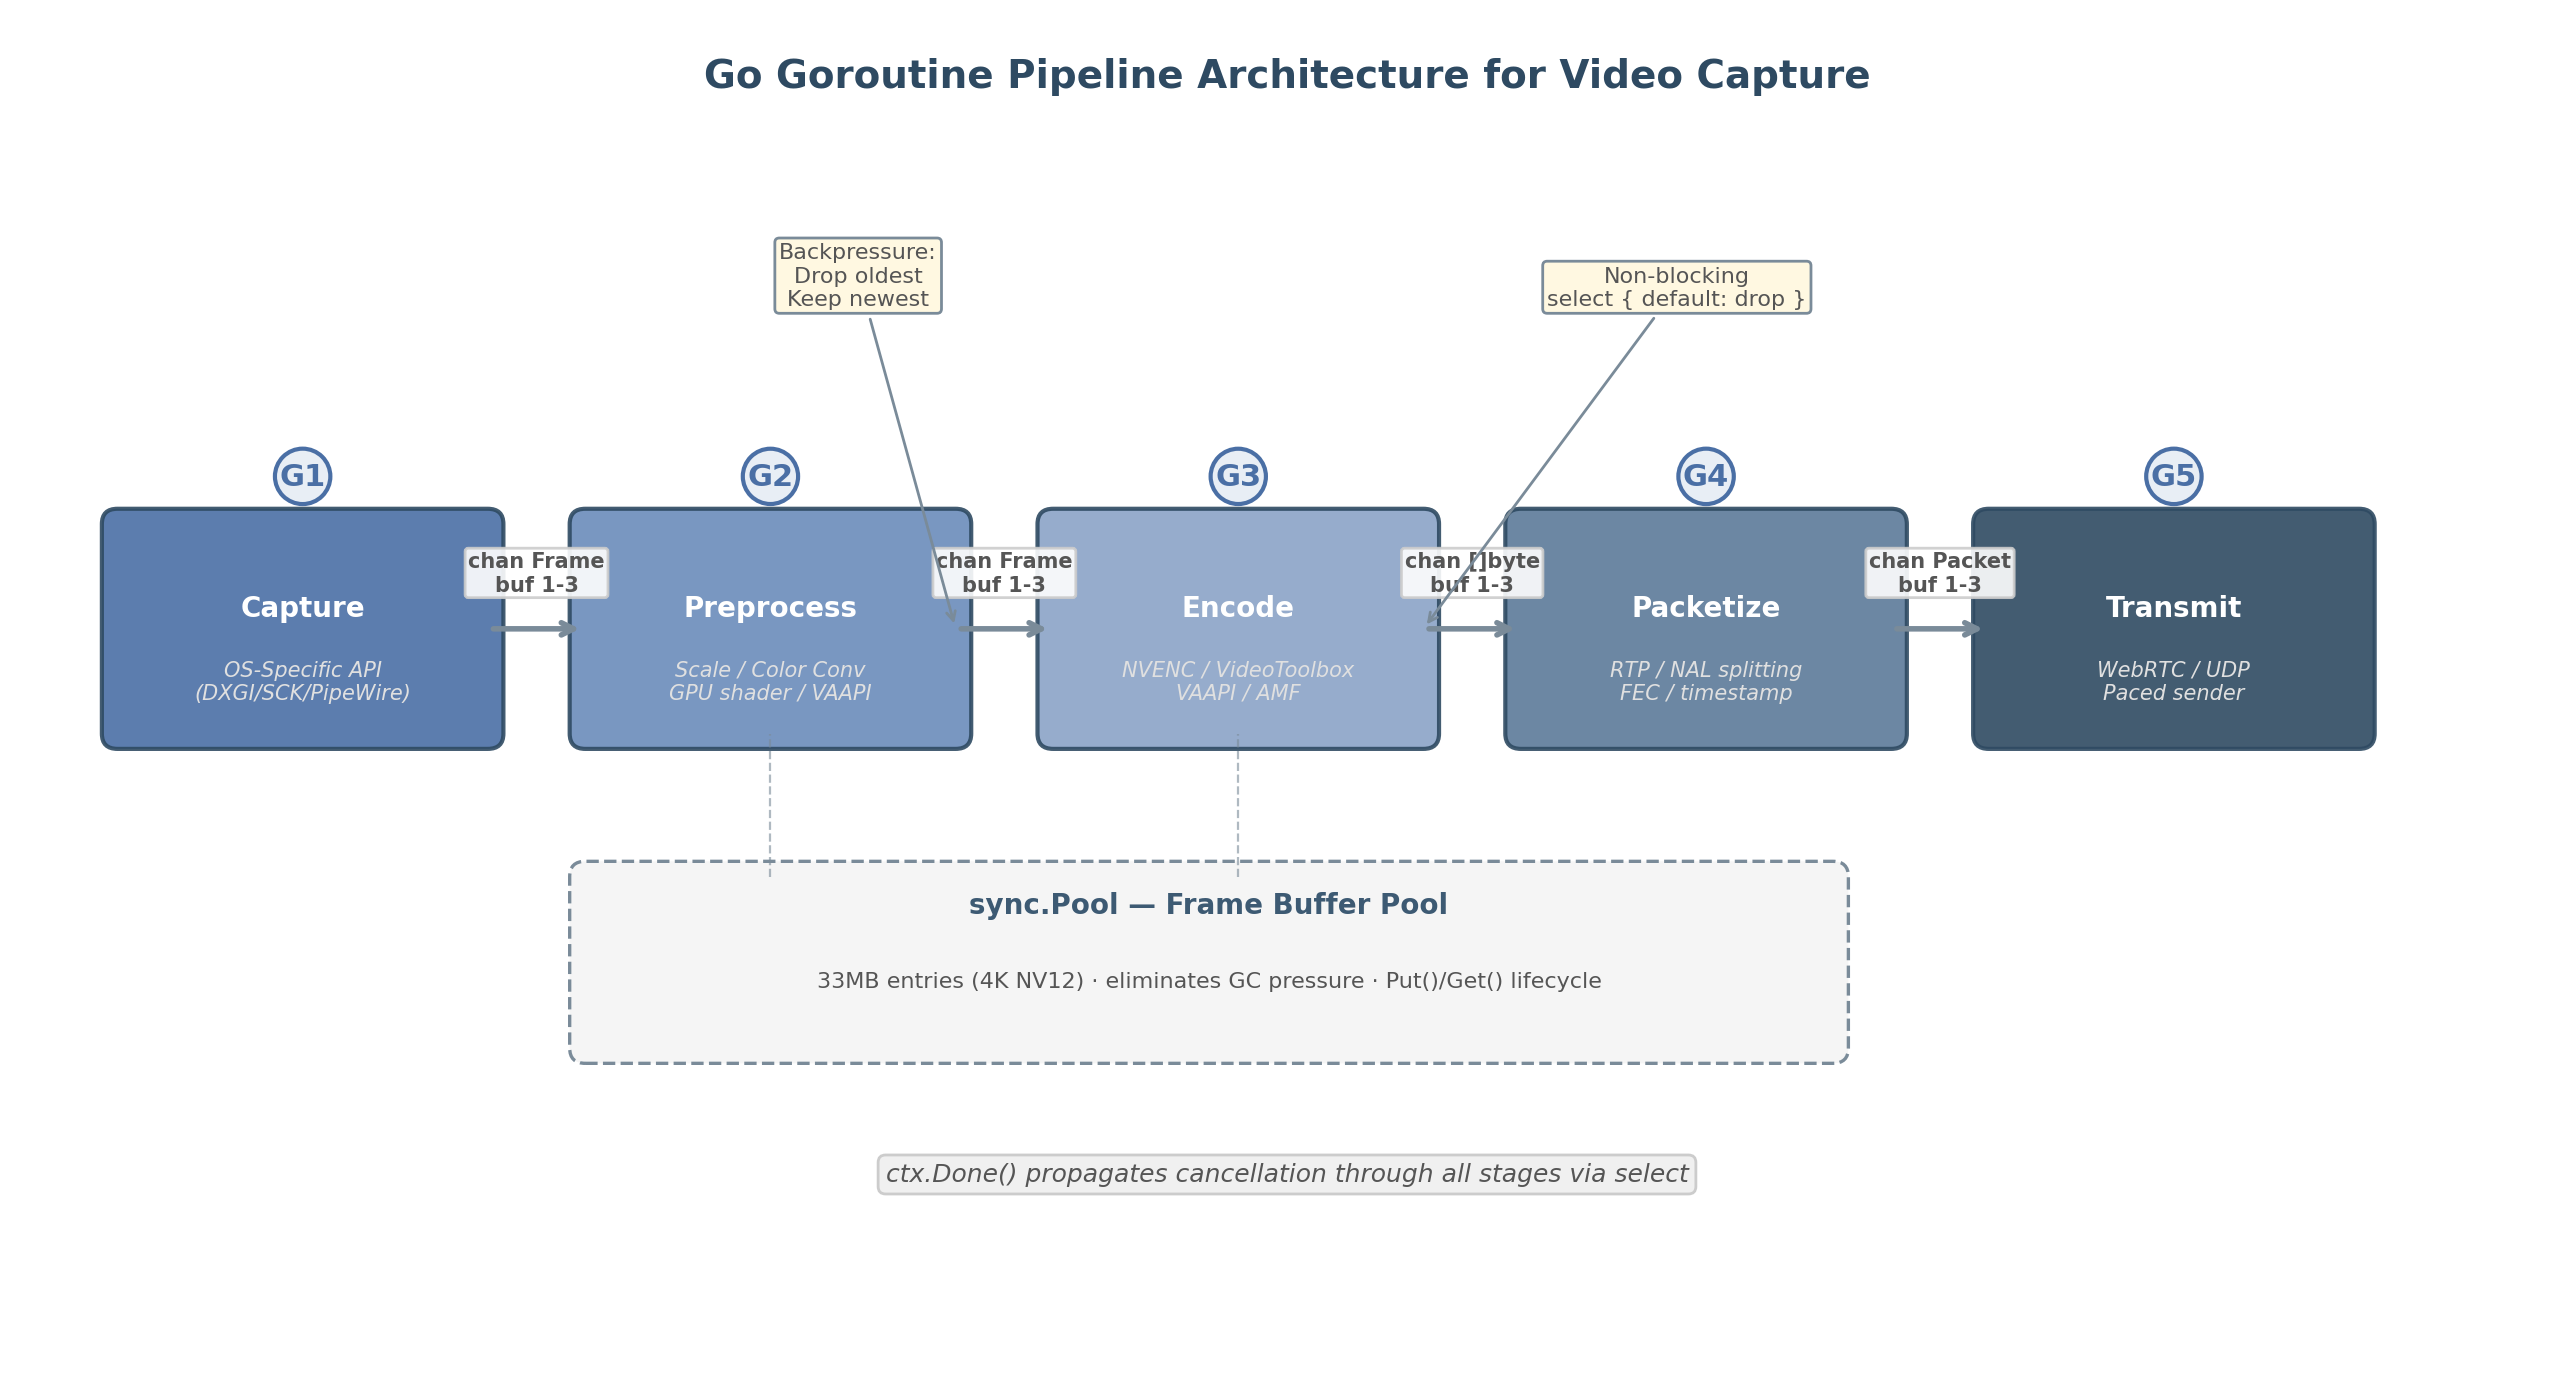 Go Goroutine Pipeline Architecture for Video Capture
Backpressure:
Drop oldest
Keep newest
Non-blocking
select { default: drop }
G1
G2
G3
G4
G5
chan Frame
buf 1-3
chan Frame
buf 1-3
chan []byte
buf 1-3
chan Packet
buf 1-3
Capture
OS-Specific API
(DXGI/SCK/PipeWire)
Preprocess
Scale / Color Conv
GPU shader / VAAPI
Encode
NVENC / VideoToolbox
VAAPI / AMF
Packetize
RTP / NAL splitting
FEC / timestamp
Transmit
WebRTC / UDP
Paced sender
sync.Pool — Frame Buffer Pool
33MB entries (4K NV12) · eliminates GC pressure · Put()/Get() lifecycle
ctx.Done() propagates cancellation through all stages via select